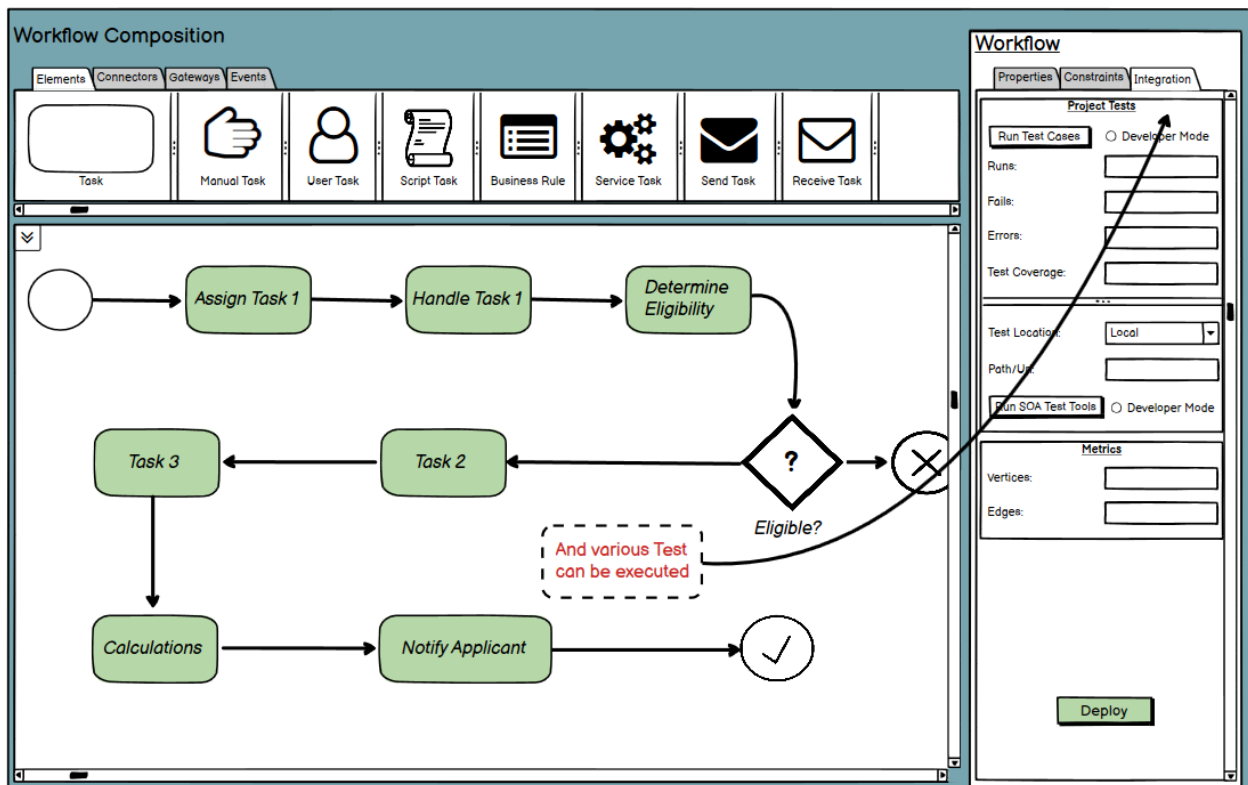 Workflow Composition
Elements Connectors Gateways Events
Task
Manual Task
User Task
Script Task
Business Rule
Service Task
Send Task
Receive Task
Assign Task 1
Handle Task 1
Determine
Eligibility
Task 3
Task 2
?
Eligible?
And various Test
can be executed
Calculations
Notify Applicant
Workflow
Properties Constraints Integration
Project Tests
Run Test Cases Developer Mode
Runs:
Fails:
Errors:
Test Coverage:
Test Location: Local
Run SOA Test Tools Developer Mode
Metrics
Vertices:
Edges:
Deploy